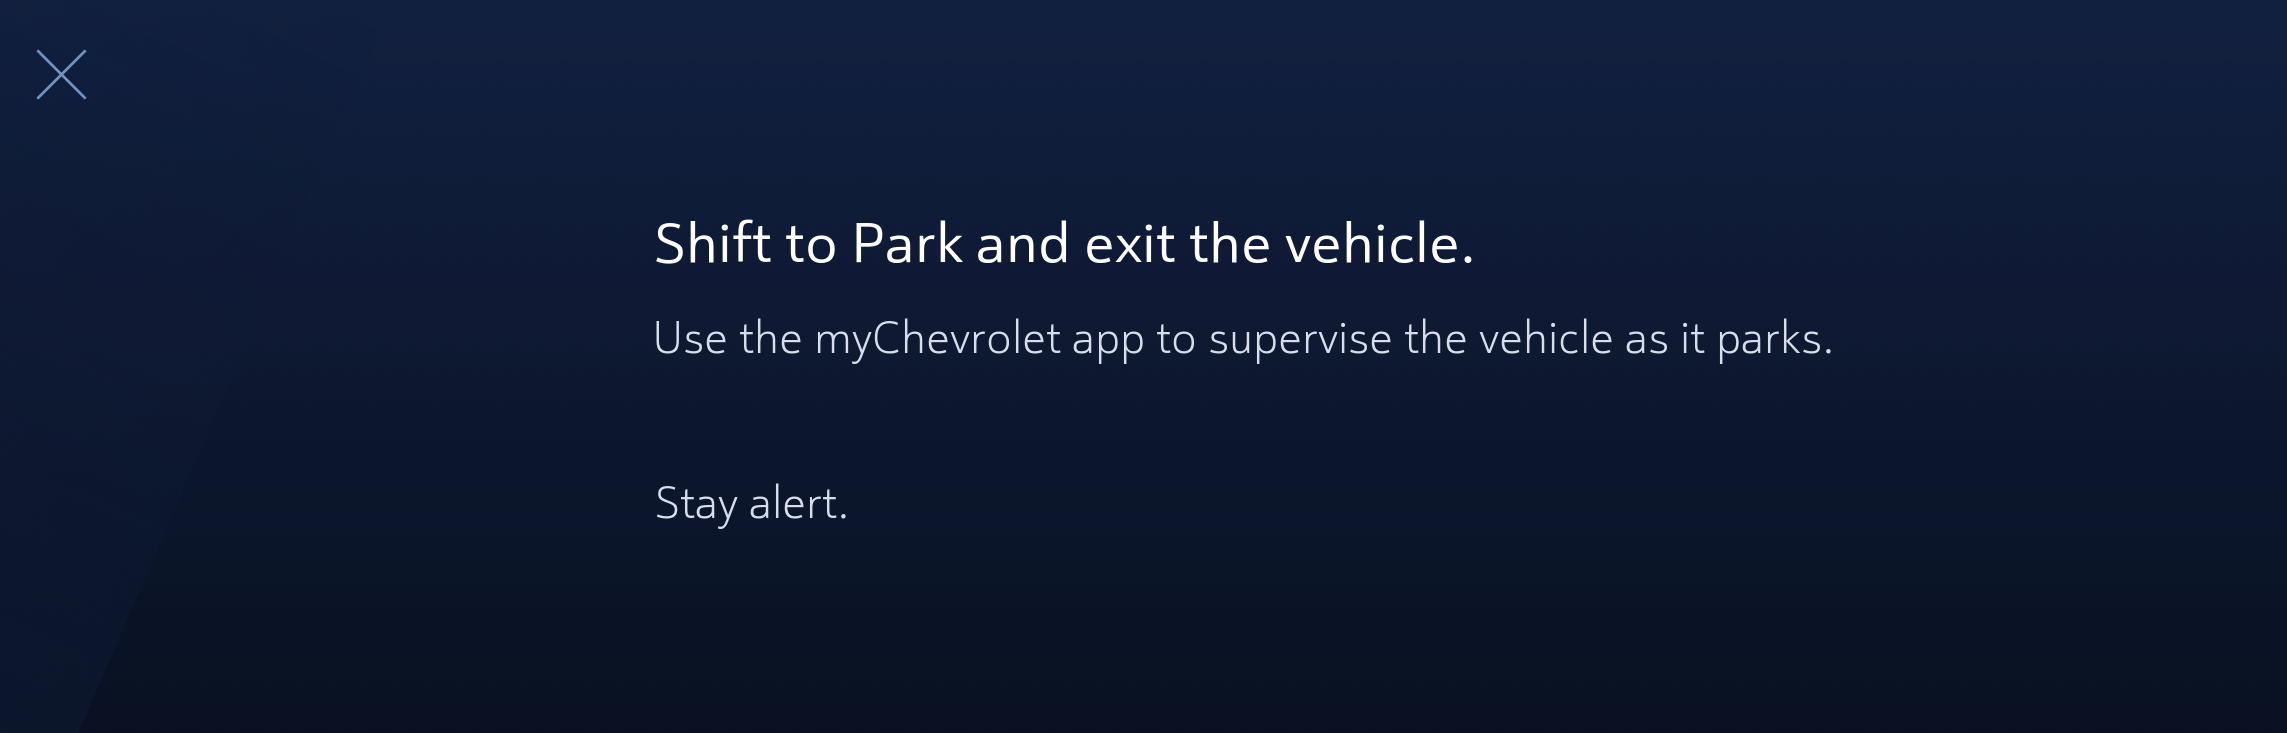 Shift to Park and exit the vehicle.
Use the myChevrolet app to supervise the vehicle as it parks.
Stay alert.